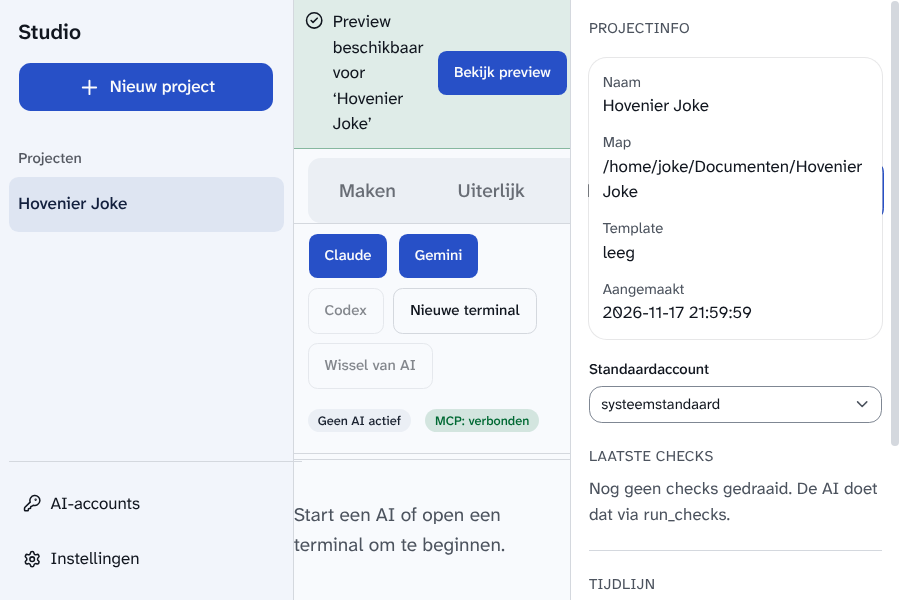 Studio
Nieuw project
Projecten
Hovenier Joke
AI-accounts
Instellingen
Preview
beschikbaar
voor
‘Hovenier
Joke’
Bekijk preview
Maken
Uiterlijk
Claude
Gemini
Codex
Nieuwe terminal
Wissel van AI
Geen AI actief
MCP: verbonden
Start een AI of open een
terminal om te beginnen.
PROJECTINFO
Naam
Hovenier Joke
Map
/home/joke/Documenten/Hovenier
Joke
Template
leeg
Aangemaakt
2026-11-17 21:59:59
Standaardaccount
systeemstandaard
LAATSTE CHECKS
Nog geen checks gedraaid. De AI doet
dat via run_checks.
TIJDLIJN